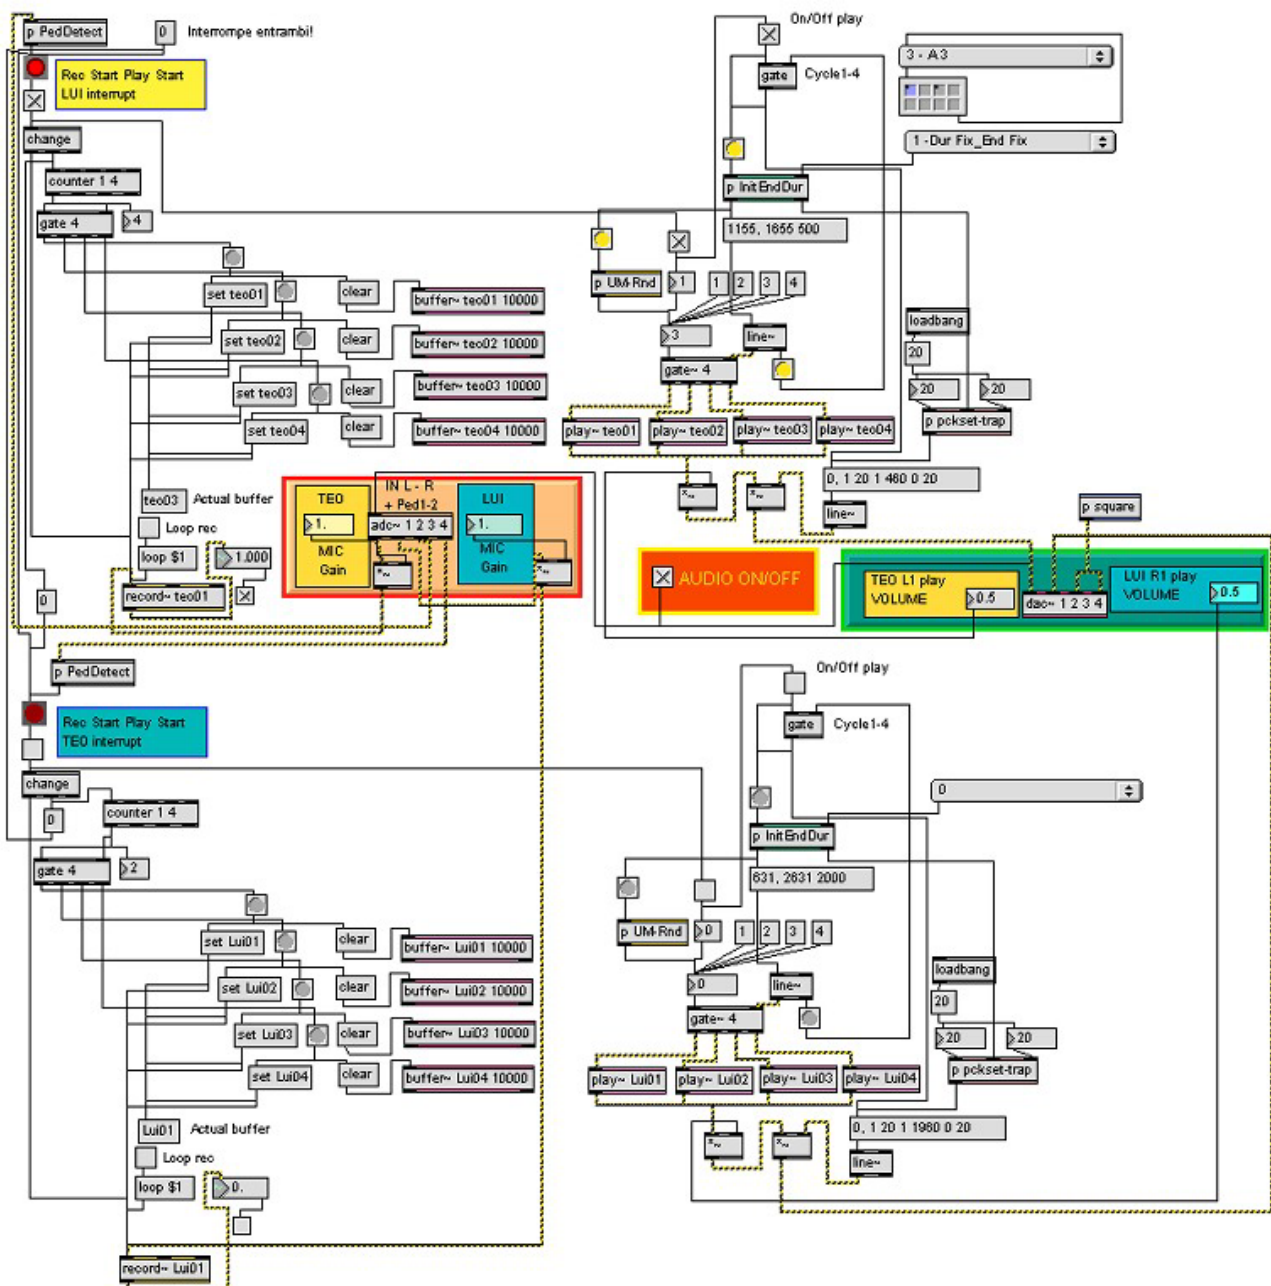 p PedDetect
0
Interrompe entrambi!
Rec Start Play Start
LUI interrupt
change
counter 1 4
gate 4
4
set teo01
clear
buffer~ teo01 10000
set teo02
clear
buffer~ teo02 10000
set teo03
clear
buffer~ teo03 10000
set teo04
clear
buffer~ teo04 10000
teo03
Actual buffer
Loop rec
loop $1
1.000
record~ teo01
0
On/Off play
gate
Cycle1-4
3 - A3
1 -Dur Fix_End Fix
p InitEndDur
1155, 1655 500
p UM-Rnd
1
1
2
3
4
3
line~
gate~ 4
loadbang
20
20
20
p pckset-trap
play~ teo01
play~ teo02
play~ teo03
play~ teo04
0, 1 20 1 460 0 20
*~
*~
line~
TEO
1.
MIC
Gain
IN L - R
+ Ped1-2
adc~ 1 2 3 4
*~
LUI
1.
MIC
Gain
*~
AUDIO ON/OFF
p square
TEO L1 play
VOLUME
0.5
dac~ 1 2 3 4
LUI R1 play
VOLUME
0.5
p PedDetect
Rec Start Play Start
TEO interrupt
change
0
counter 1 4
gate 4
2
set Lui01
clear
buffer~ Lui01 10000
set Lui02
clear
buffer~ Lui02 10000
set Lui03
clear
buffer~ Lui03 10000
set Lui04
clear
buffer~ Lui04 10000
Lui01
Actual buffer
Loop rec
loop $1
0.
record~ Lui01
On/Off play
gate
Cycle1-4
0
p InitEndDur
631, 2631 2000
p UM-Rnd
0
1
2
3
4
0
line~
gate~ 4
loadbang
20
20
20
p pckset-trap
play~ Lui01
play~ Lui02
play~ Lui03
play~ Lui04
0, 1 20 1 1960 0 20
*~
*~
line~